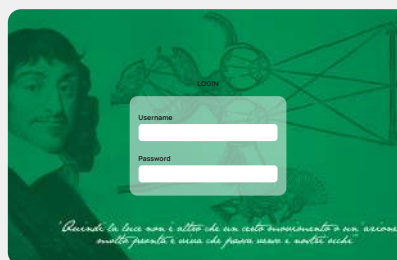 LOGIN
Username
Password
"Quindi la luce non è altro che un certo movimento o un'azione
molto pronta e viva che passa verso i nostri occhi"